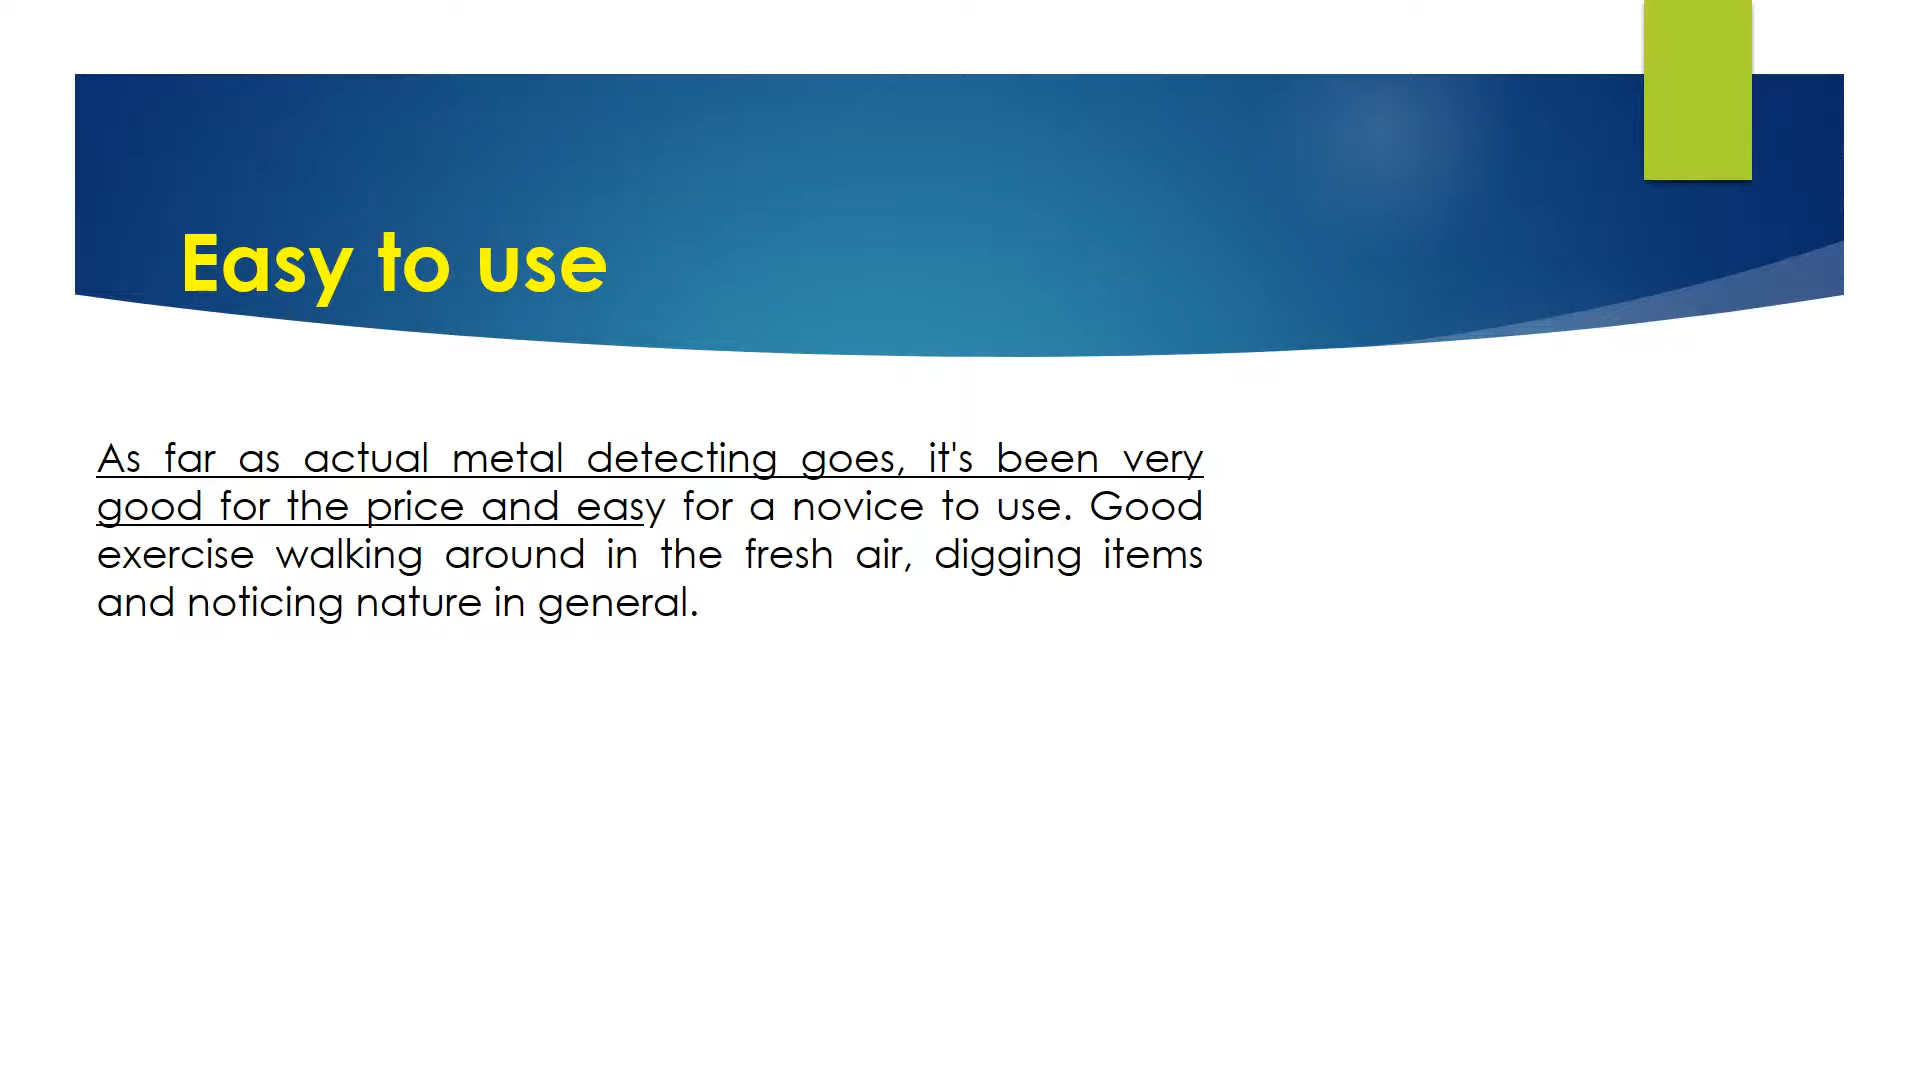 Easy to use
As far as actual metal detecting goes, it's been very
good for the price and easy for a novice to use. Good
exercise walking around in the fresh air, digging items
and noticing nature in general.